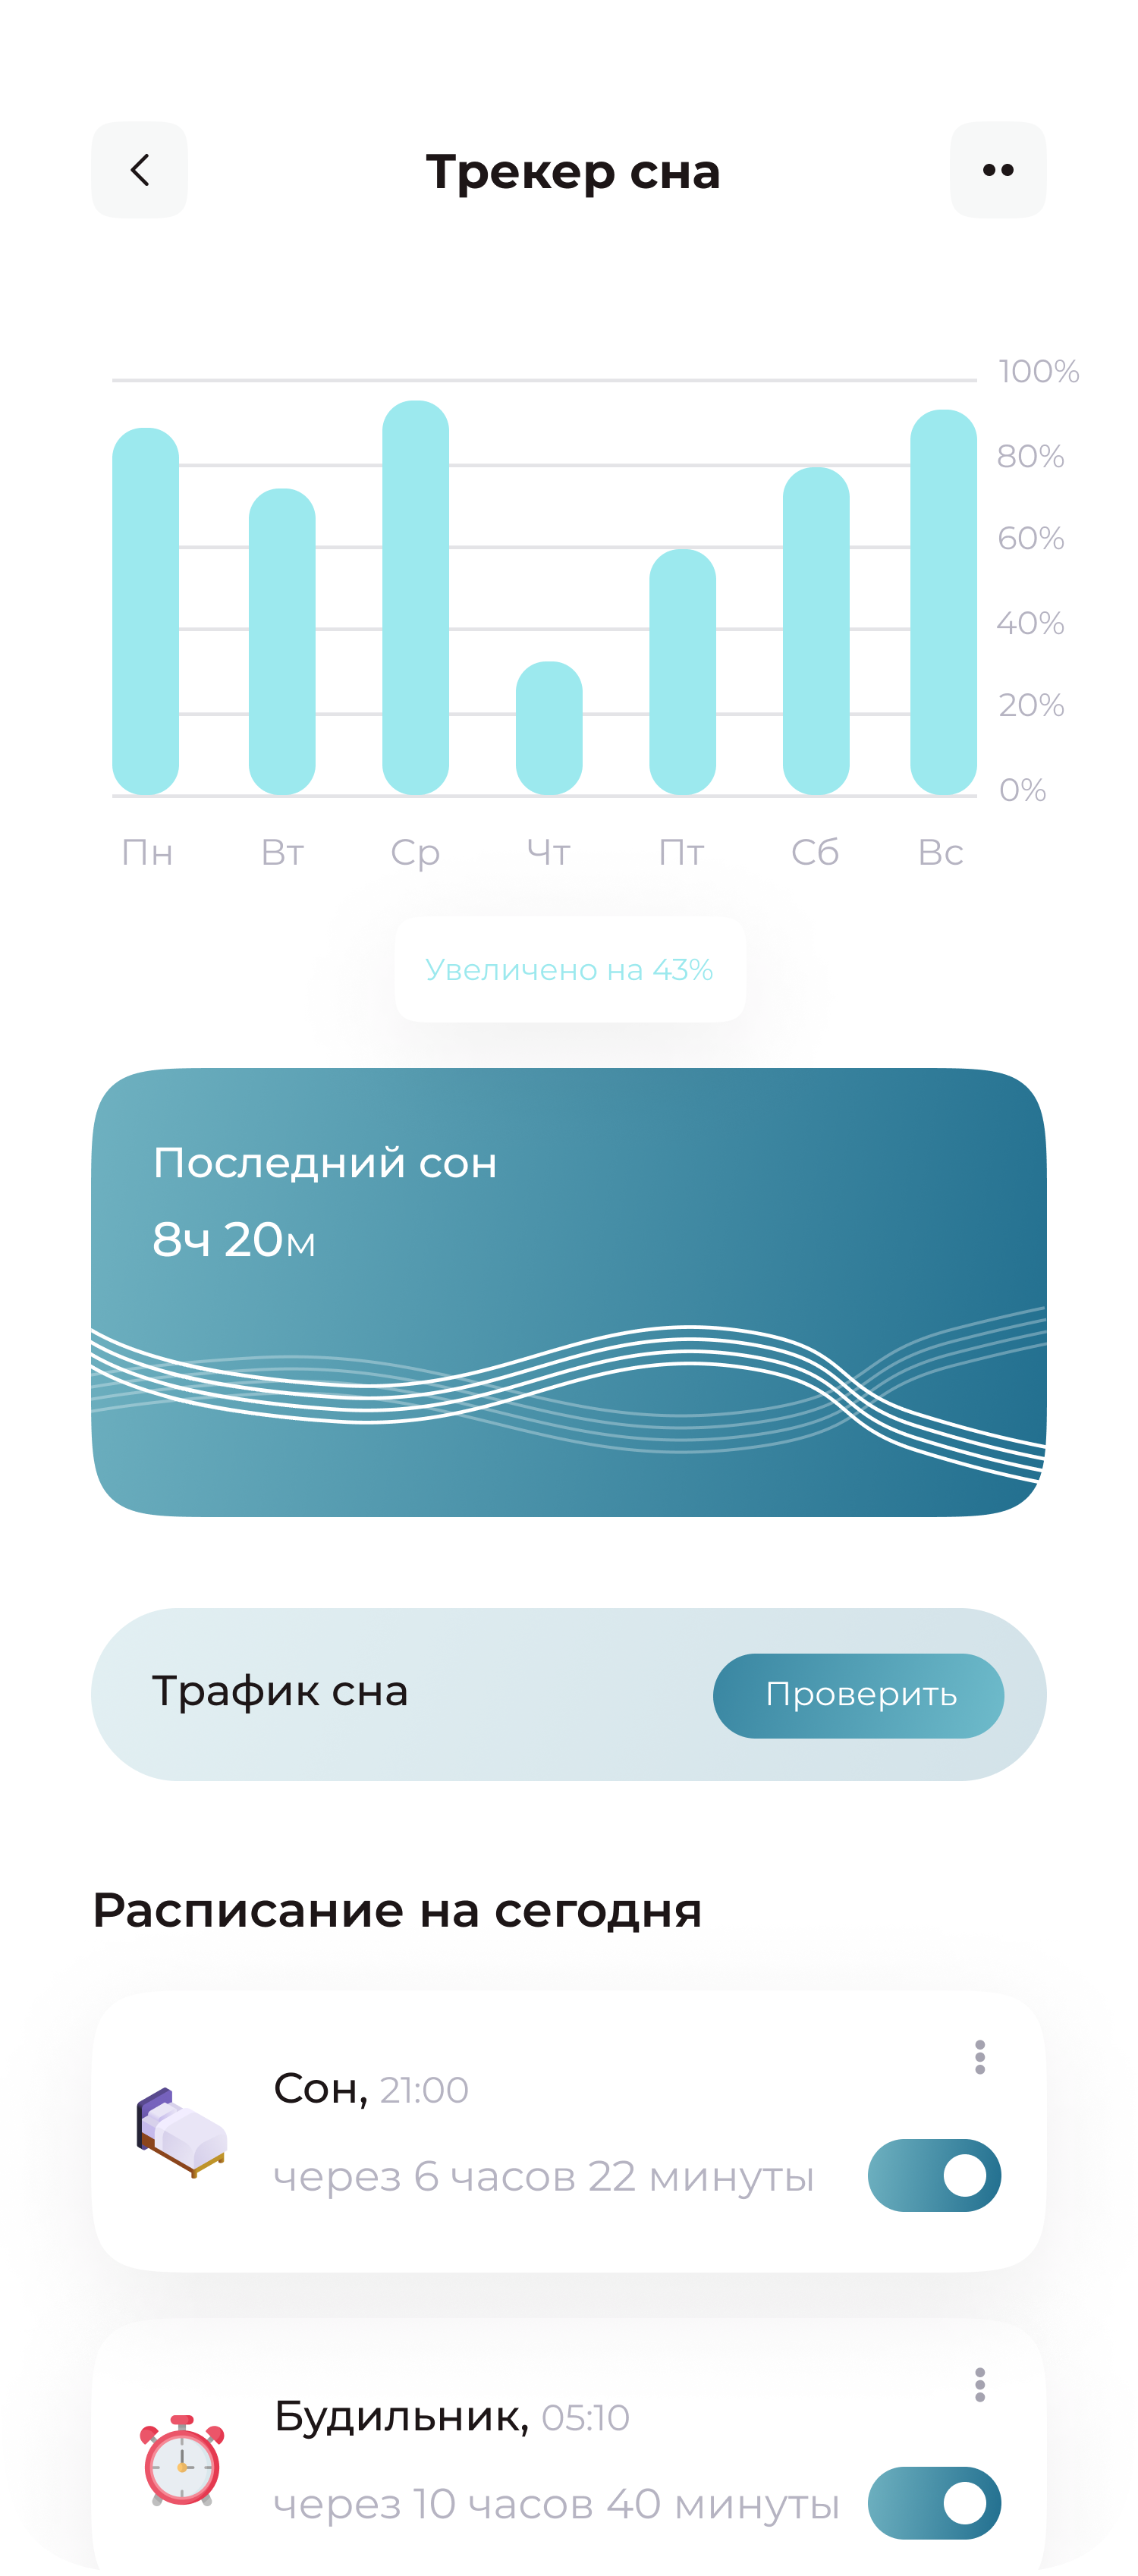 Трекер сна
100%
80%
60%
40%
20%
0%
Пн Вт Ср Чт Пт Сб Вс
Увеличено на 43%
Последний сон
8ч 20м
Трафик сна
Проверить
Расписание на сегодня
Сон, 21:00
через 6 часов 22 минуты
Будильник, 05:10
через 10 часов 40 минуты